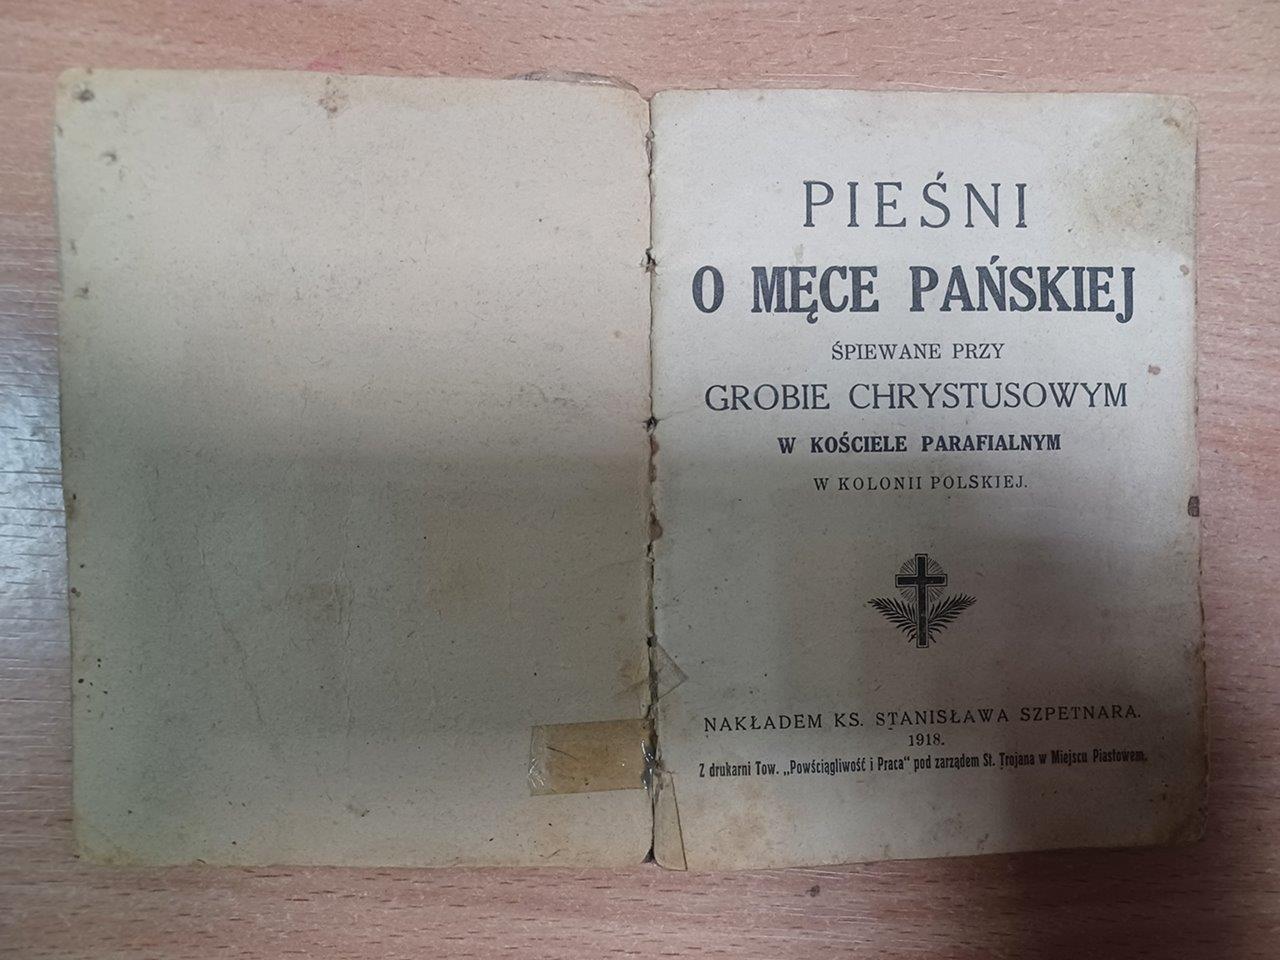 PIEŚNI
O MĘCE PAŃSKIEJ
ŚPIEWANE PRZY
GROBIE CHRYSTUSOWYM
W KOŚCIELE PARAFIALNYM
W KOLONII POLSKIEJ.
NAKŁADEM KS. STANISŁAWA SZPETNARA.
1918.
Z drukarni Tow. „Powściągliwość i Praca“ pod zarządem St. Trojana w Miejscu Piastowem.